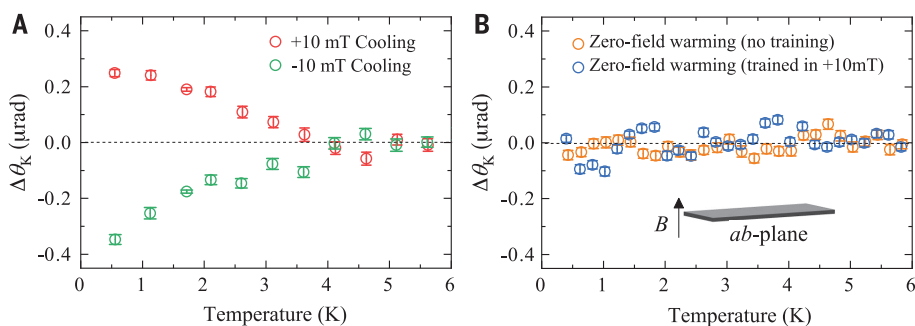 A
0.4
0.2
0.0
-0.2
-0.4
ΔθK (µrad)
+10 mT Cooling
-10 mT Cooling
0 1 2 3 4 5 6
Temperature (K)
B
0.4
0.2
0.0
-0.2
-0.4
ΔθK (µrad)
Zero-field warming (no training)
Zero-field warming (trained in +10mT)
B
ab-plane
0 1 2 3 4 5 6
Temperature (K)